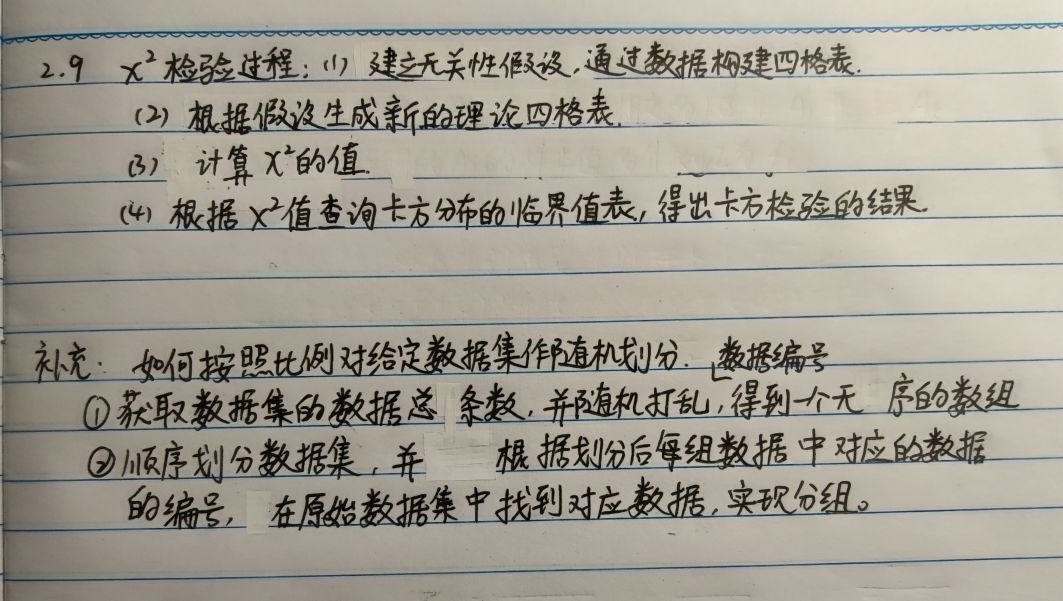 2.9 x² 检验过程：(1) 建立无关性假设，通过数据构建四格表.
(2) 根据假设生成新的理论四格表.
(3) 计算 x² 的值.
(4) 根据 x² 值查询卡方分布的临界值表，得出卡方检验的结果.
补充：如何按照比例对给定数据集作随机划分. 数据编号
① 获取数据集的数据总条数，并随机打乱，得到一个无序的数组
② 顺序划分数据集，并根据划分后每组数据中对应的数据
的编号，在原始数据集中找到对应数据，实现分组。